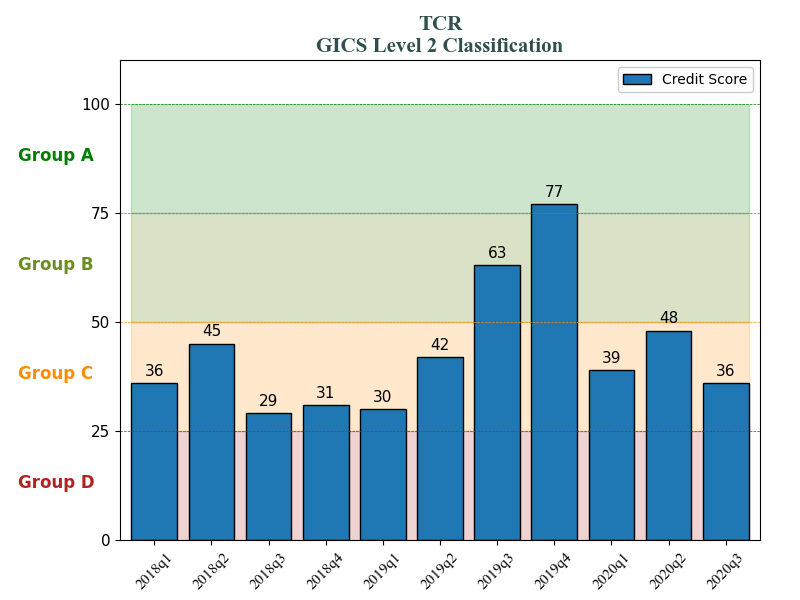 TCR
GICS Level 2 Classification
Credit Score
100
Group A
77
75
63
Group B
50
48
45
42
39
Group C
36
36
31
30
29
25
Group D
0
2018q1 2018q2 2018q3 2018q4 2019q1 2019q2 2019q3 2019q4 2020q1 2020q2 2020q3